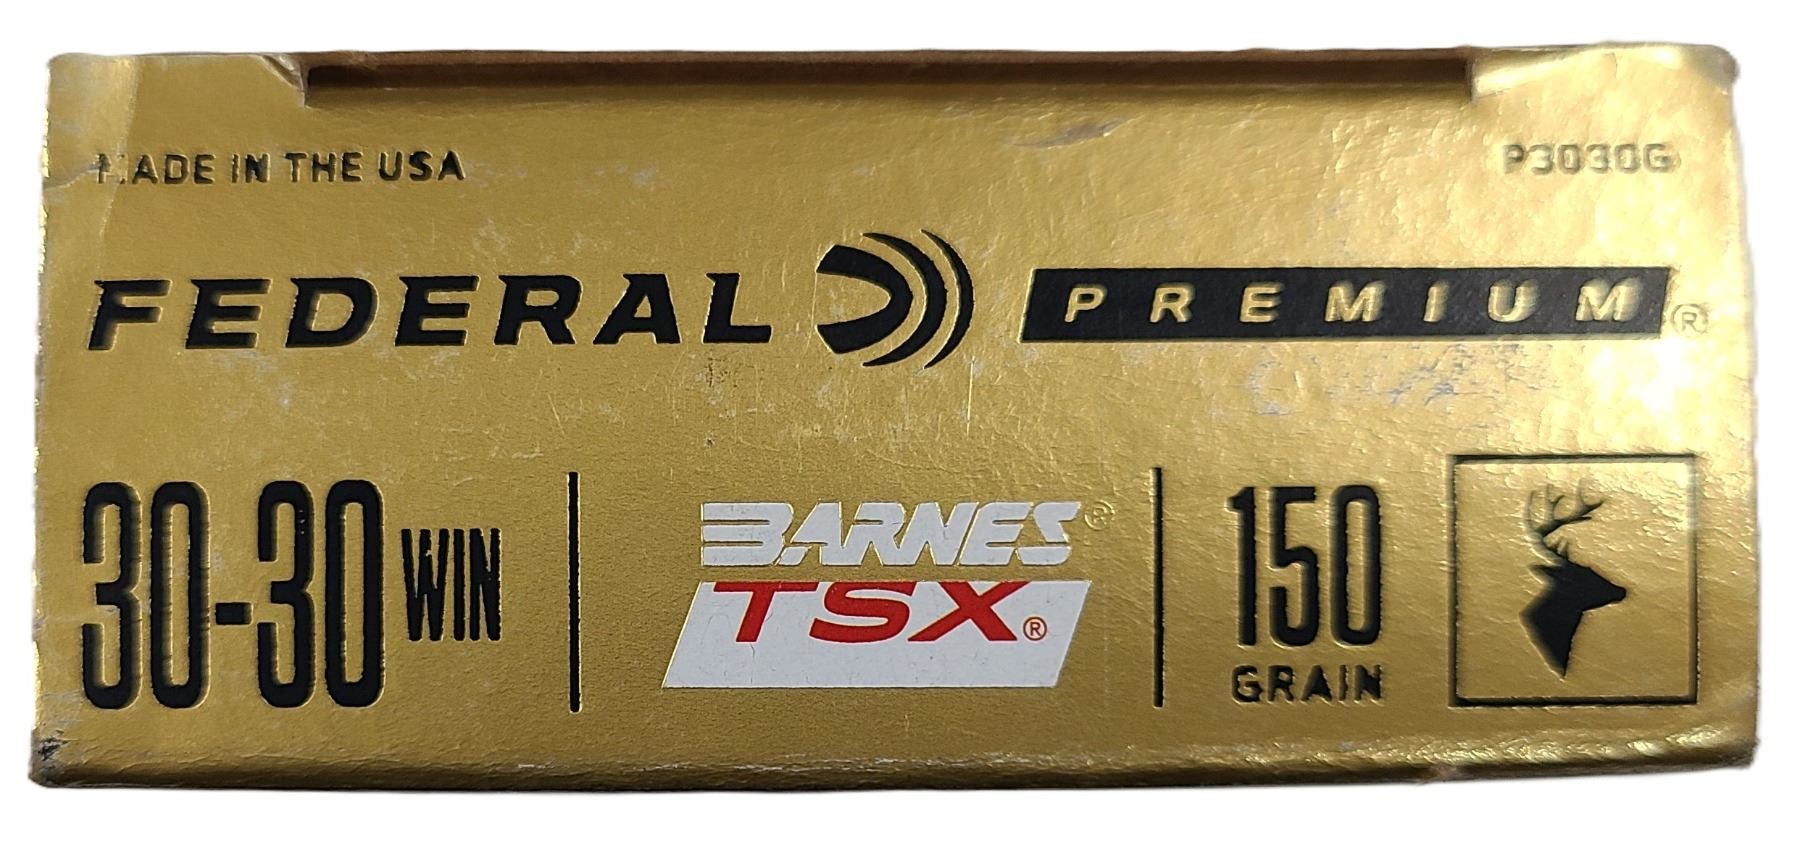 MADE IN THE USA
P3030G
FEDERAL PREMIUM®
30-30 WIN
BARNES®
TSX®
150
GRAIN